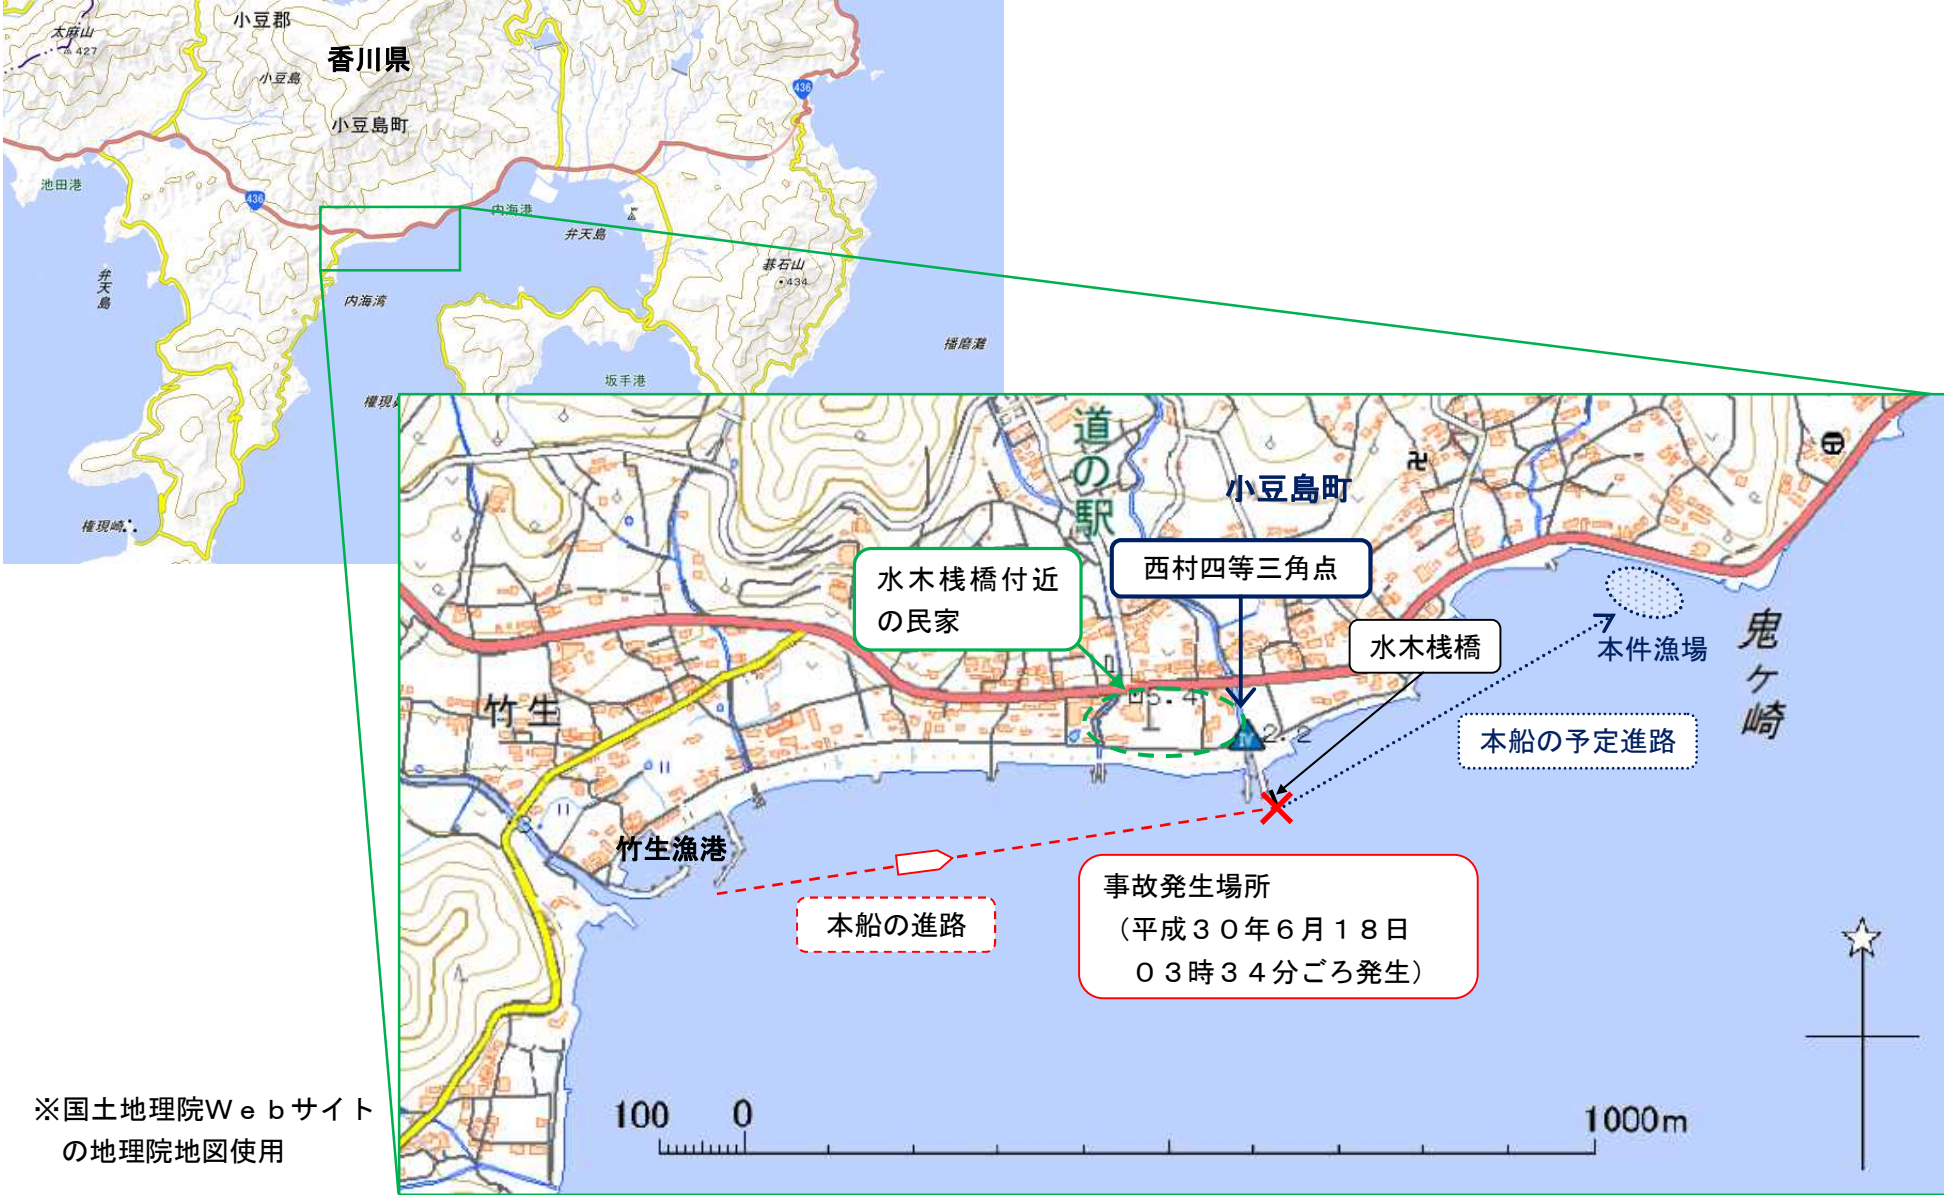 小豆郡
太麻山
427
香川県
小豆島
小豆島町
436
池田港
436
内海港
弁天島
碁石山
434
弁天島
内海湾
播磨灘
坂手港
権現崎
道の駅
小豆島町
水木桟橋付近
の民家
西村四等三角点
水木桟橋
本件漁場
鬼ヶ崎
5.4
2.2
本船の予定進路
竹生
竹生漁港
本船の進路
事故発生場所
（平成３０年６月１８日
０３時３４分ごろ発生）
100 0 1000m
※国土地理院Ｗｅｂサイト
の地理院地図使用